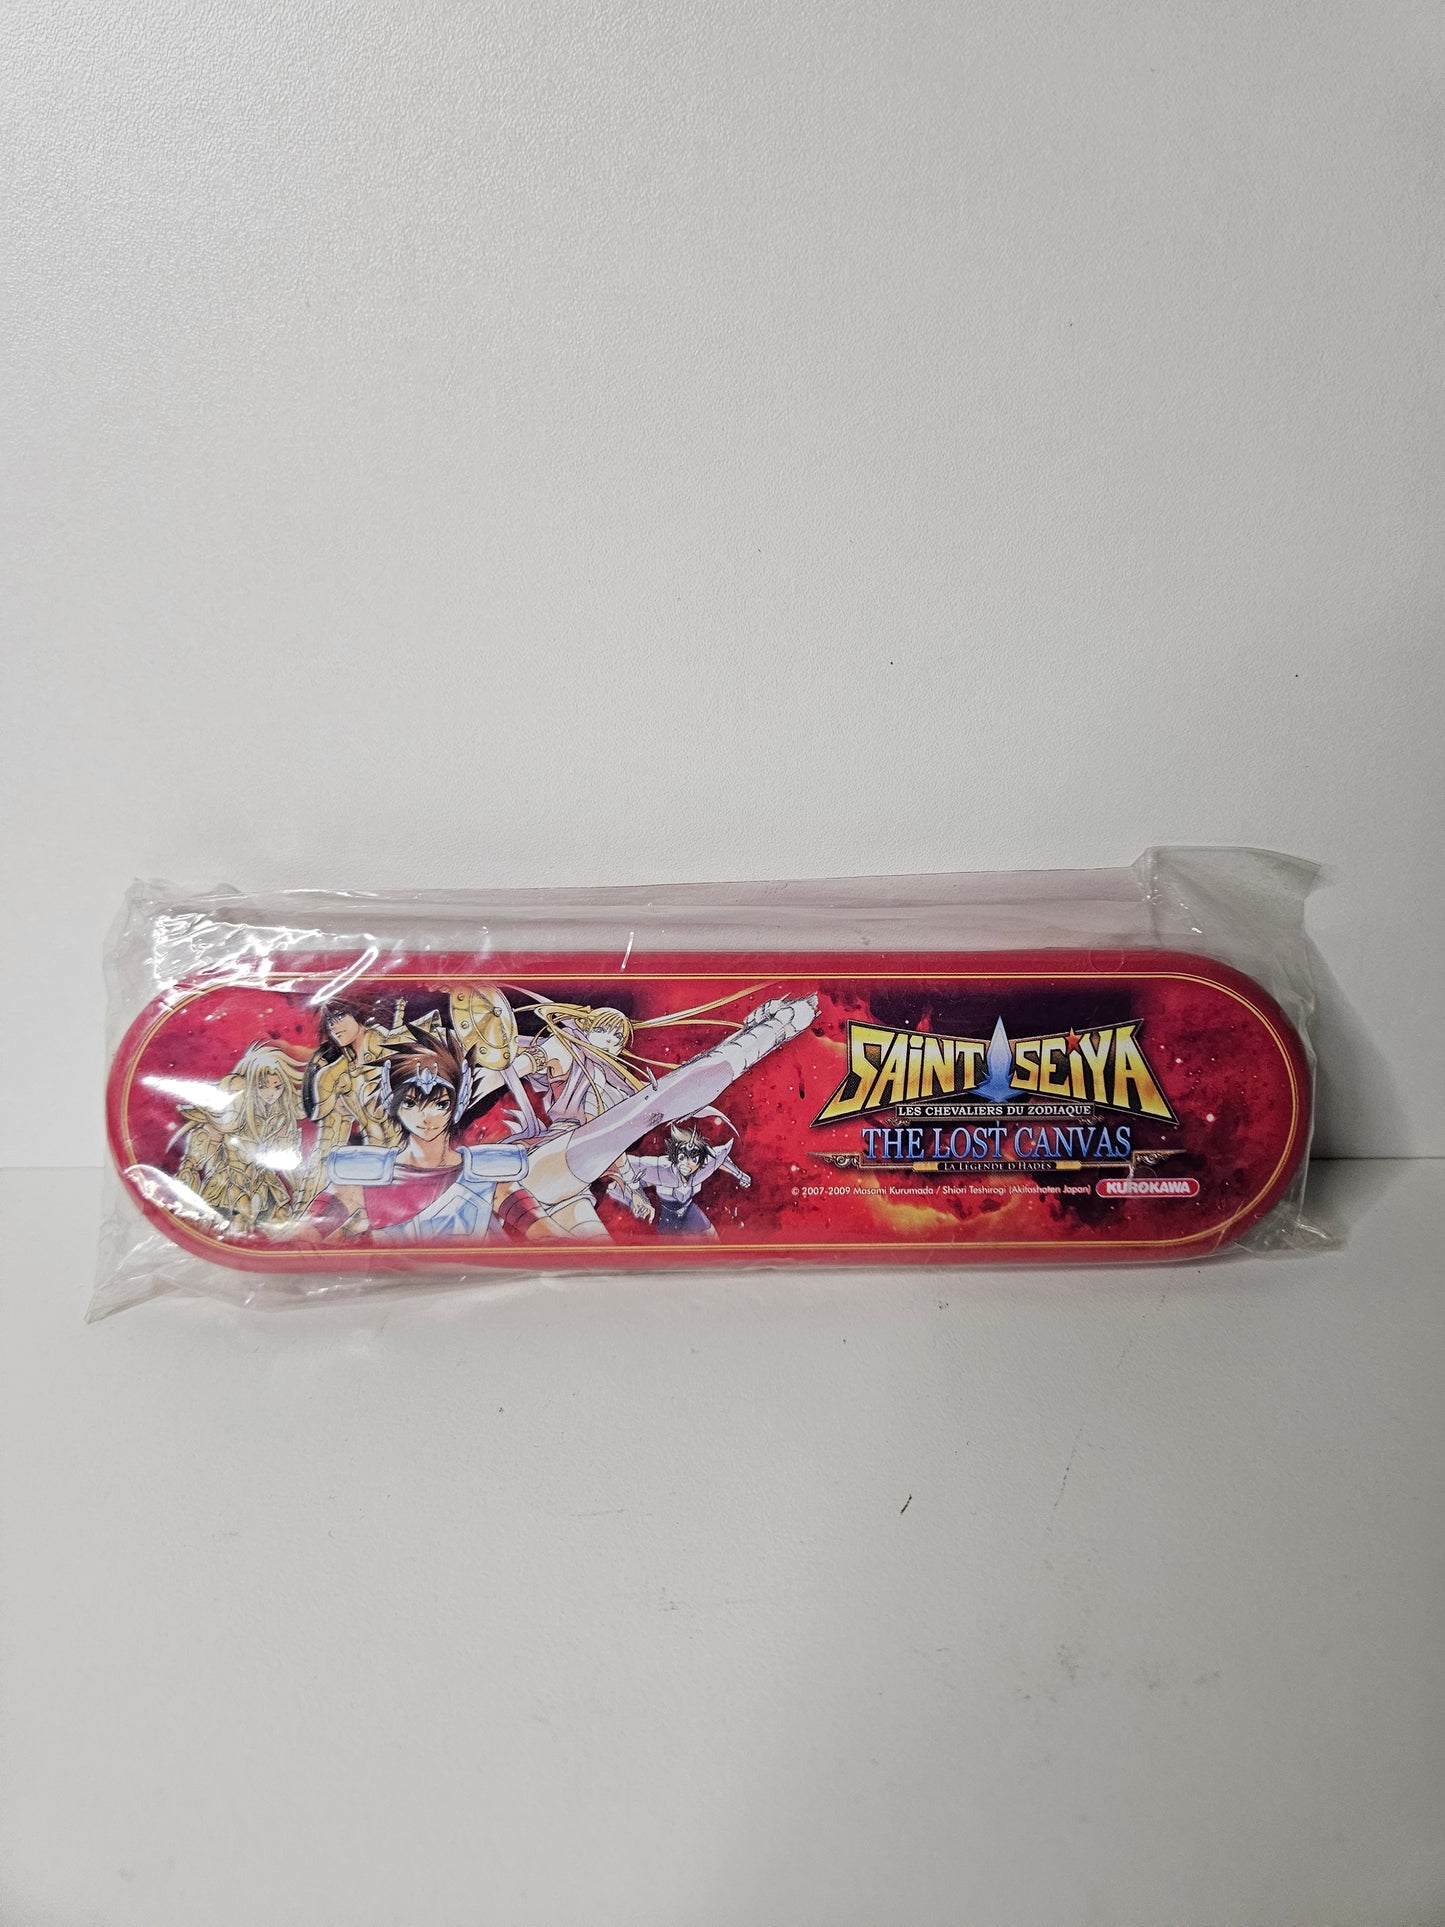 SAINT SEIYA
LES CHEVALIERS DU ZODIAQUE
THE LOST CANVAS
LA LÉGENDE D'HADÈS
© 2007-2009 Masami Kurumada / Shiori Teshirogi (Akitashoten Japan) KUROKAWA